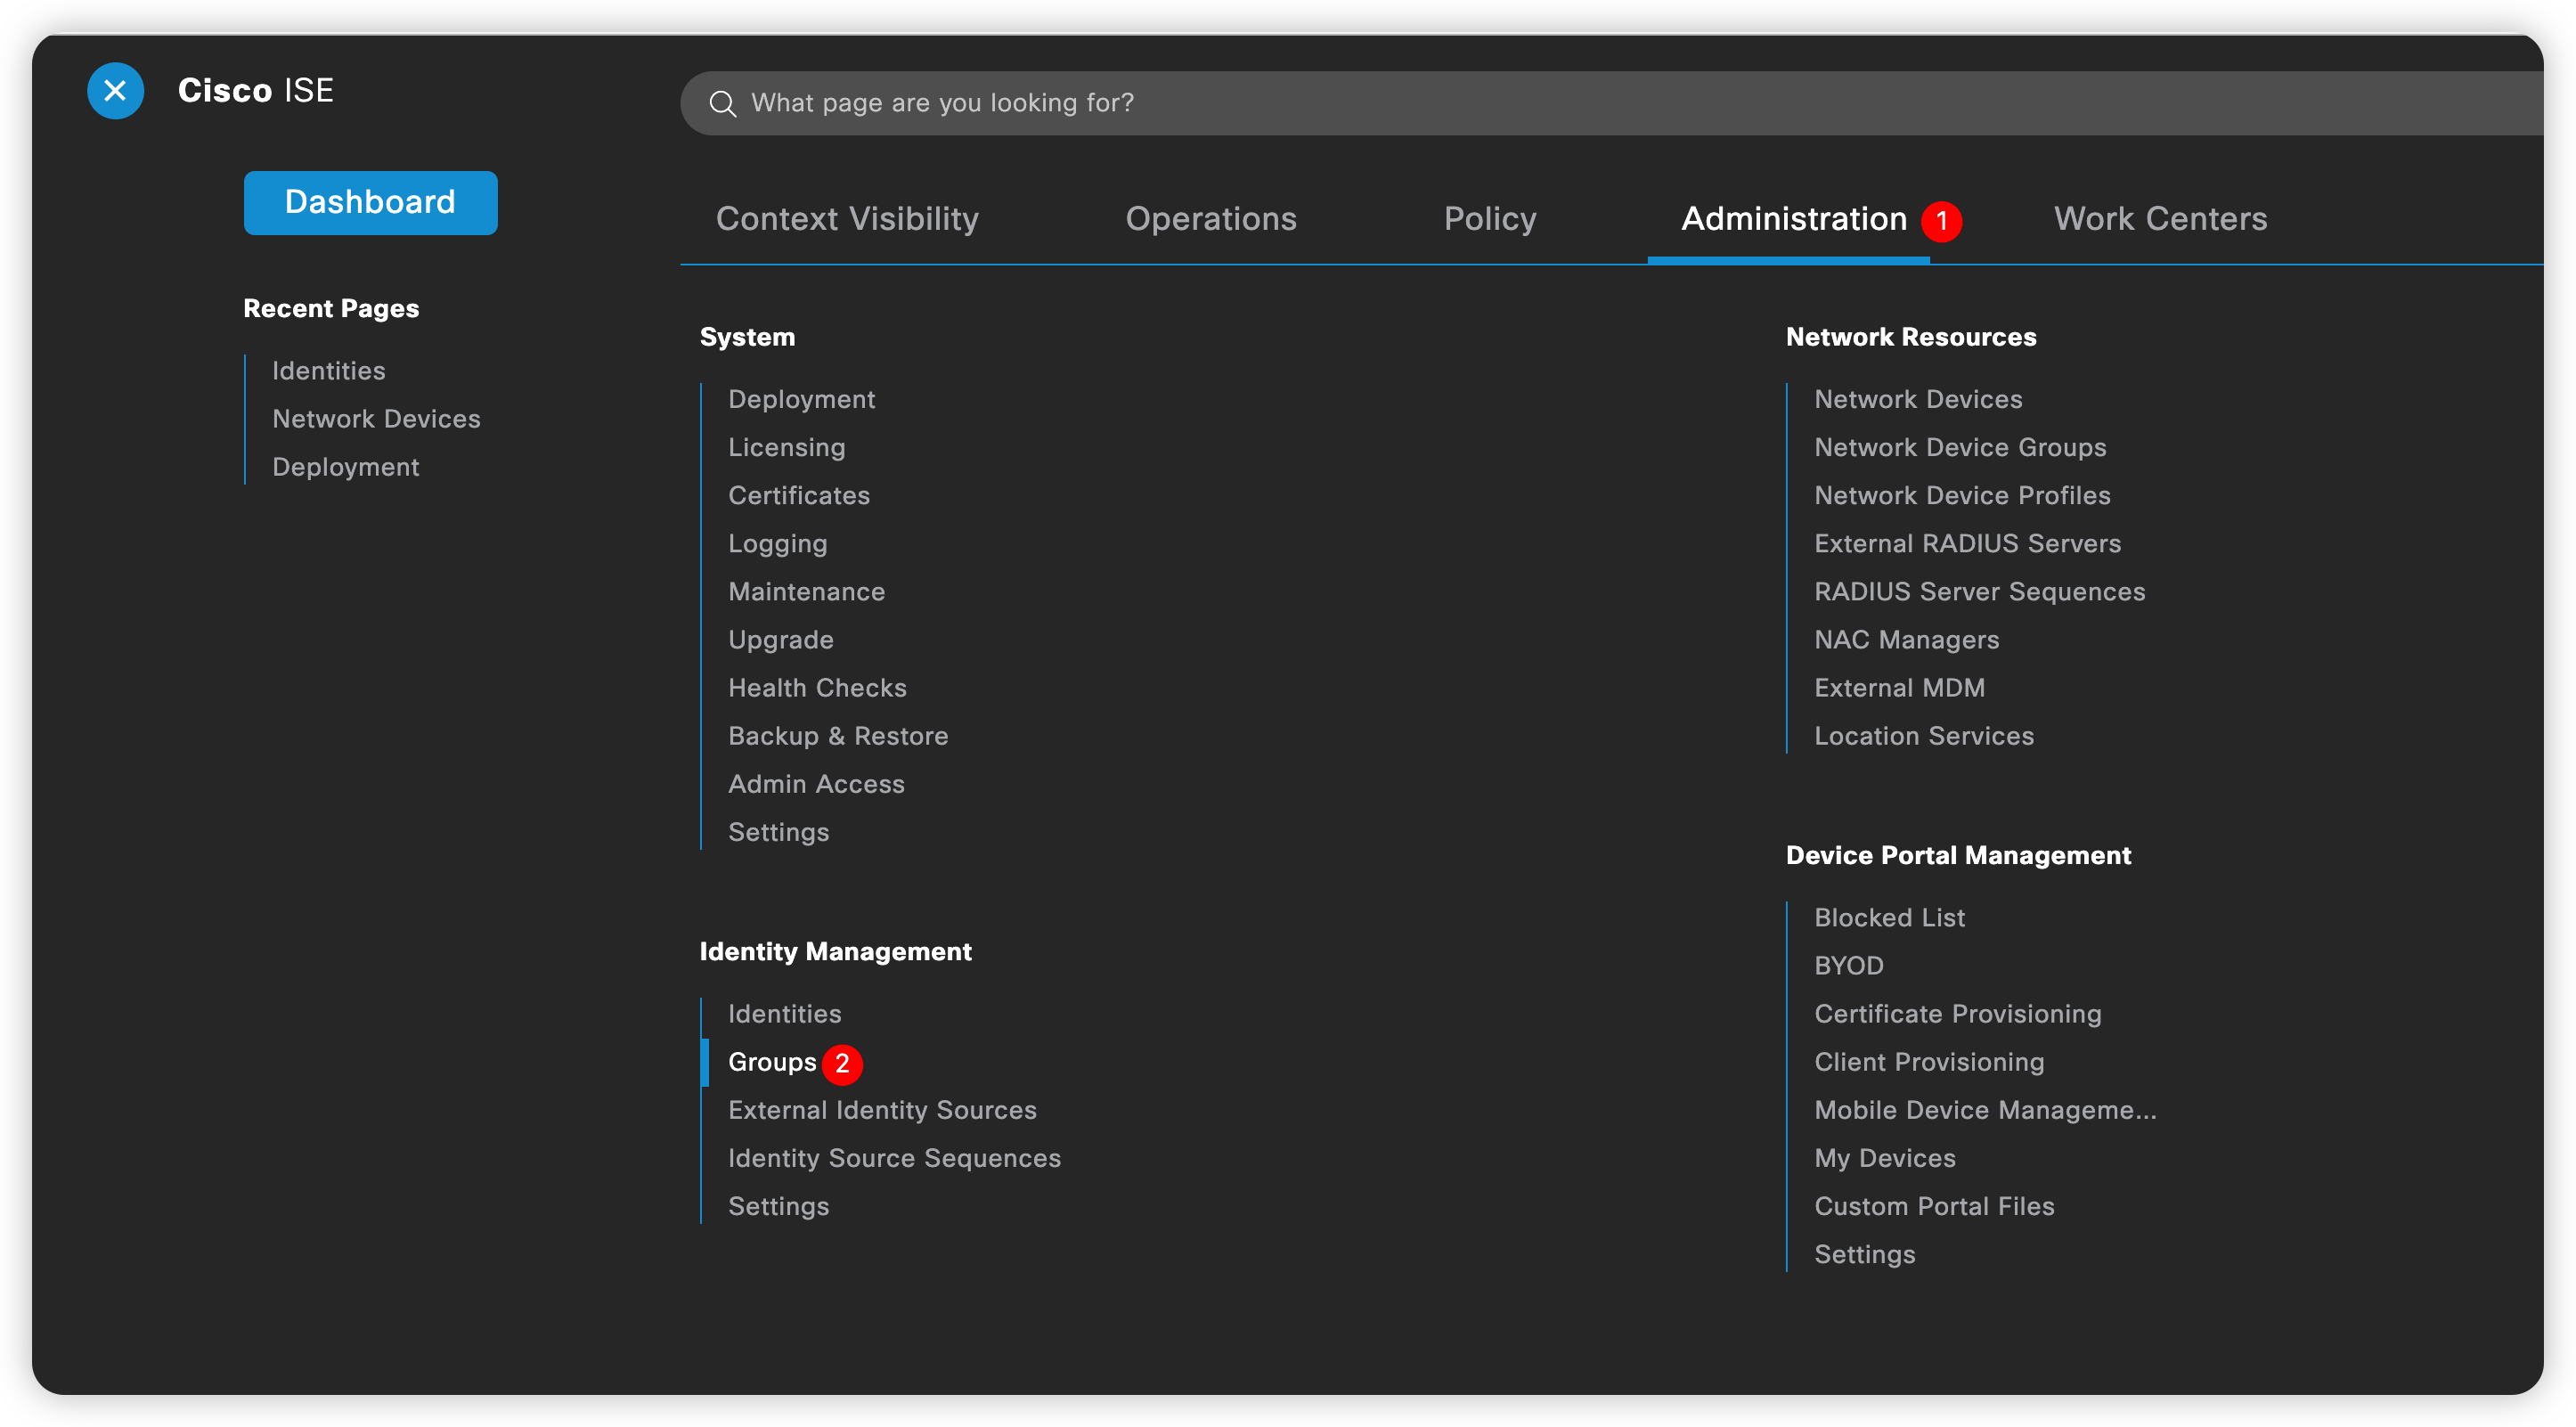 Cisco ISE
What page are you looking for?
Dashboard
Context Visibility
Operations
Policy
Administration 1
Work Centers
Recent Pages
Identities
Network Devices
Deployment
System
Deployment
Licensing
Certificates
Logging
Maintenance
Upgrade
Health Checks
Backup & Restore
Admin Access
Settings
Identity Management
Identities
Groups 2
External Identity Sources
Identity Source Sequences
Settings
Network Resources
Network Devices
Network Device Groups
Network Device Profiles
External RADIUS Servers
RADIUS Server Sequences
NAC Managers
External MDM
Location Services
Device Portal Management
Blocked List
BYOD
Certificate Provisioning
Client Provisioning
Mobile Device Manageme...
My Devices
Custom Portal Files
Settings